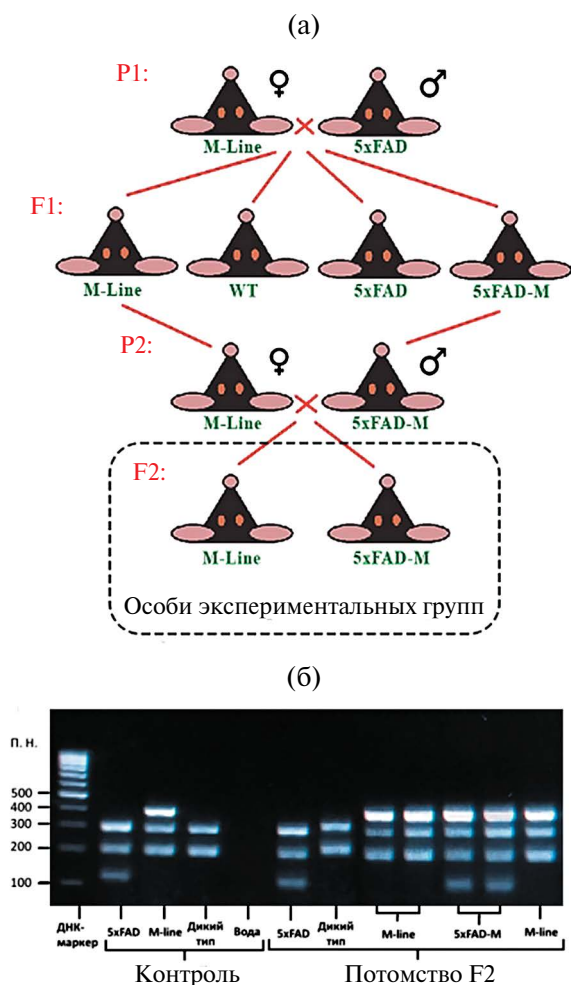 (а)
P1: ♀ ♂
M-Line × 5xFAD
F1:
M-Line WT 5xFAD 5xFAD-M
P2: ♀ ♂
M-Line × 5xFAD-M
F2:
M-Line 5xFAD-M
Особи экспериментальных групп
(б)
П. Н.
500
400
300
200
100
ДНК-маркер 5xFAD M-line Дикий тип Вода 5xFAD Дикий тип M-line 5xFAD-M M-line
Контроль Потомство F2